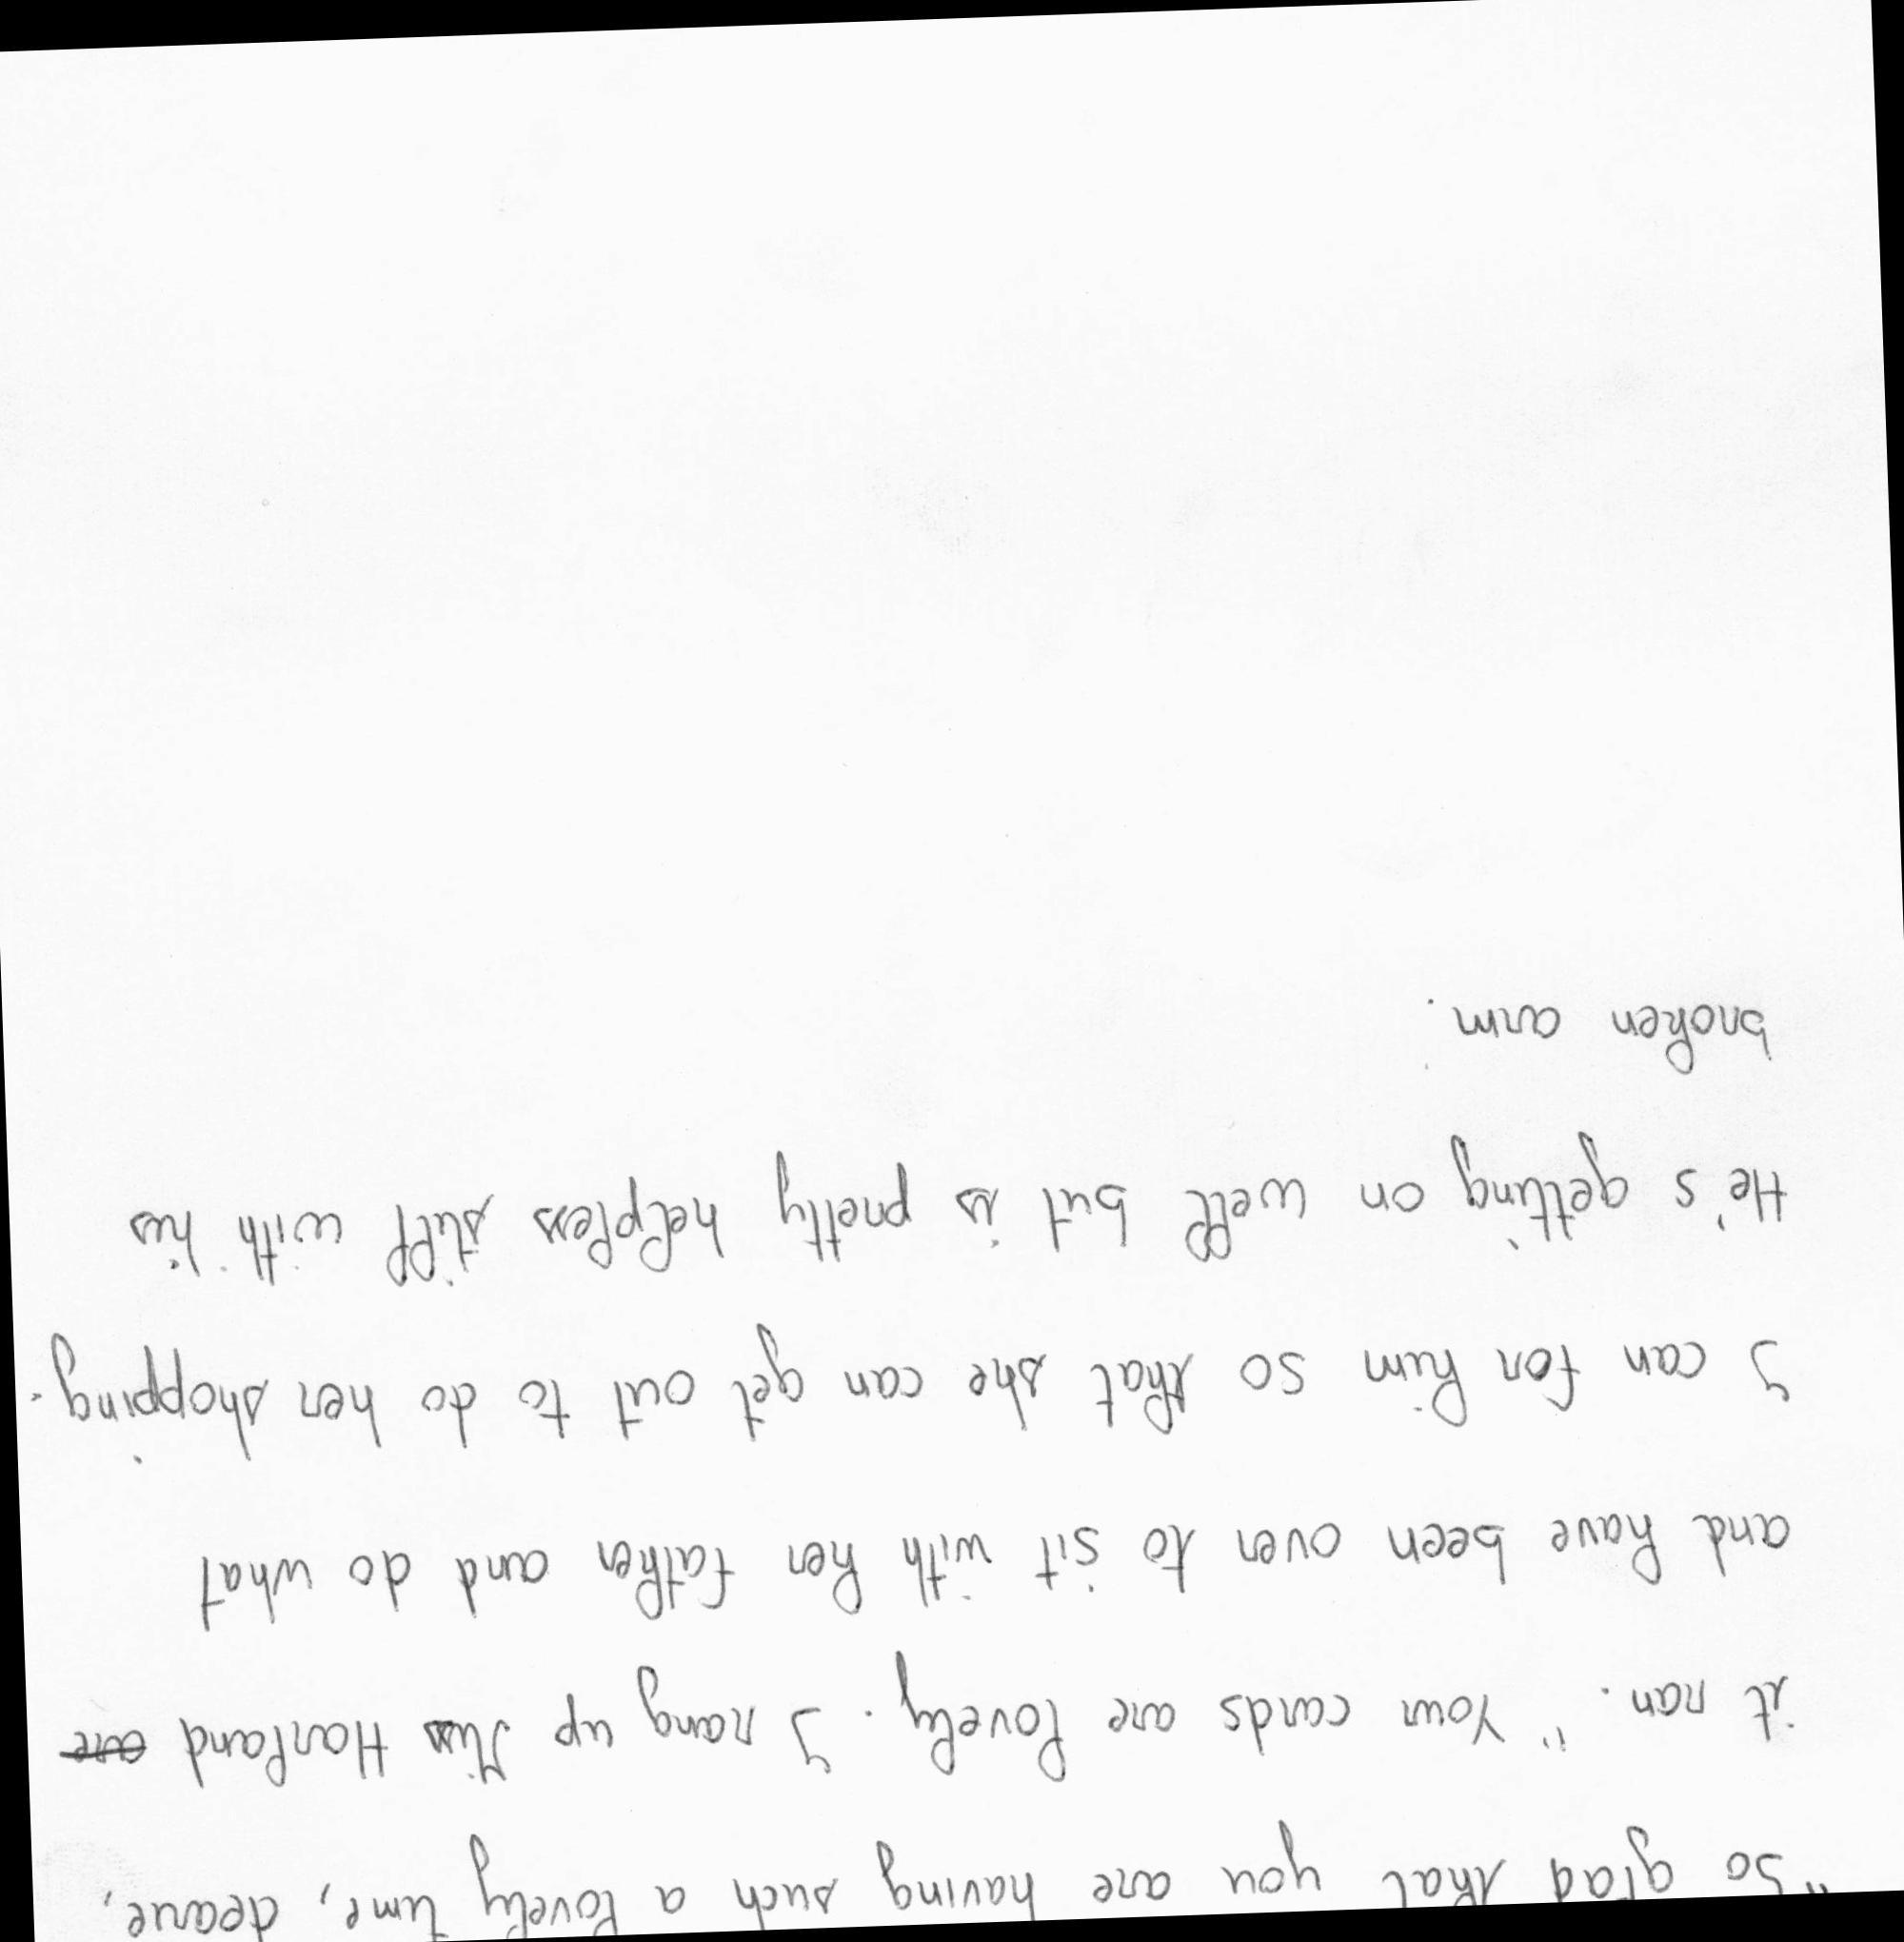 "So glad that you are having such a lovely time, dearie,
it ran. "Your cards are lovely. I rang up Miss Harland
and have been over to sit with her father and do what
I can for him so that she can get out to do her shopping.
He's getting on well but is pretty helpless still with his
broken arm.